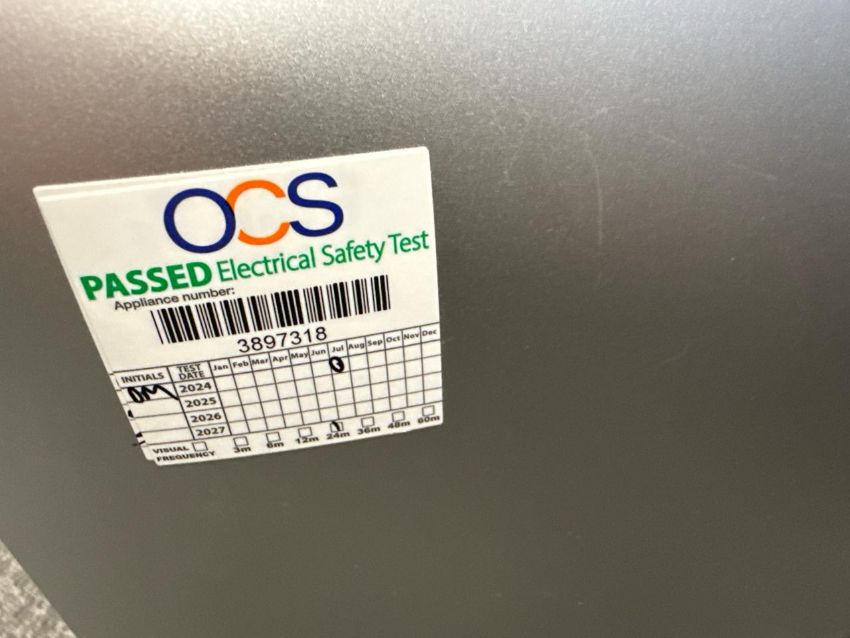 OCS
PASSED Electrical Safety Test
Appliance number:
3897318
INITIALS TEST DATE Jan Feb Mar Apr May Jun Jul Aug Sep Oct Nov Dec
2024
2025
2026
2027
VISUAL
FREQUENCY 3m 6m 12m 24m 36m 48m 60m